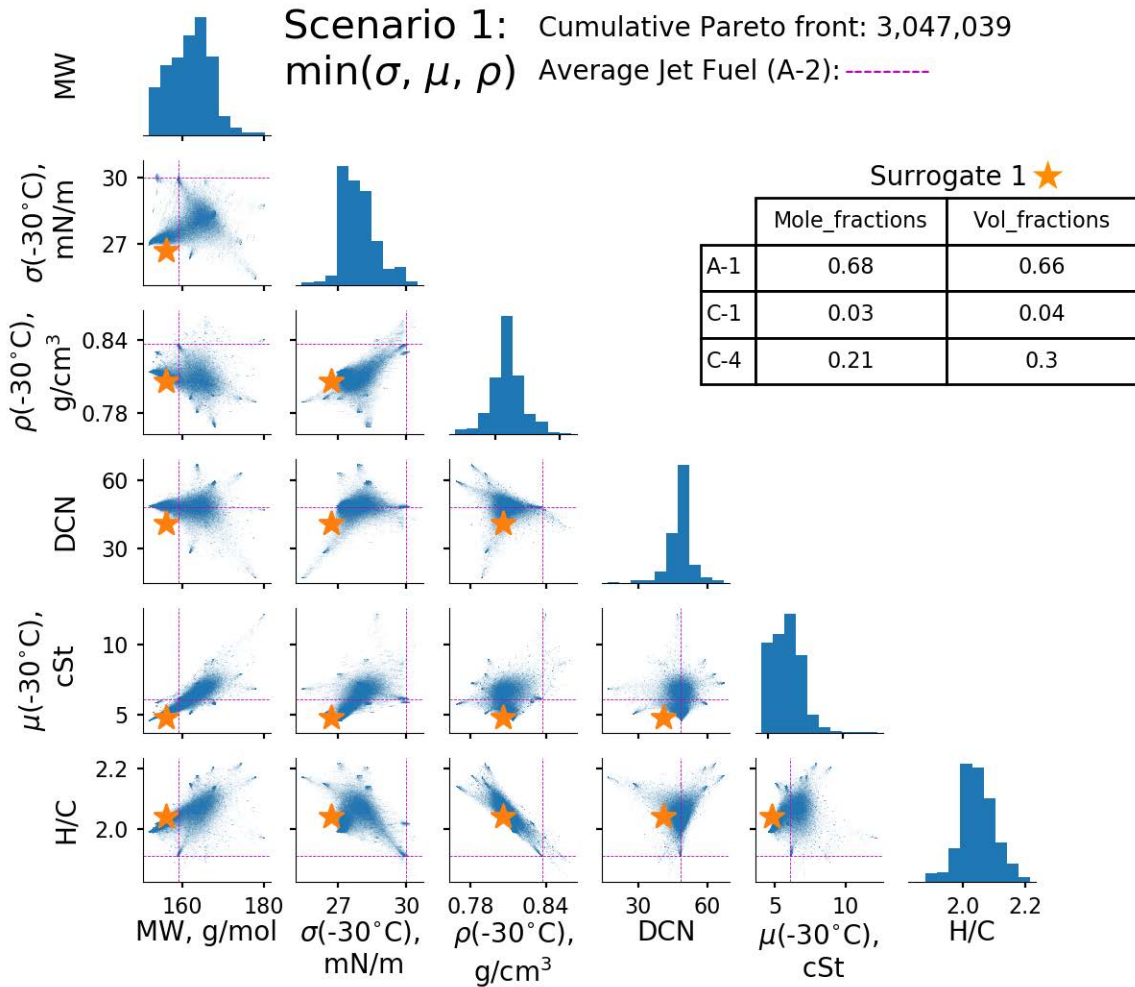 Scenario 1:
min(σ, μ, ρ)
Cumulative Pareto front: 3,047,039
Average Jet Fuel (A-2):
MW
σ(-30°C),
mN/m
30
27
Surrogate 1
Mole_fractions Vol_fractions
A-1 0.68 0.66
C-1 0.03 0.04
C-4 0.21 0.3
ρ(-30°C),
g/cm³
0.84
0.78
DCN
60
30
μ(-30°C),
cSt
10
5
H/C
2.2
2.0
160 180 27 30 0.78 0.84 30 60 5 10 2.0 2.2
MW, g/mol σ(-30°C), ρ(-30°C), DCN μ(-30°C), H/C
mN/m g/cm³ cSt